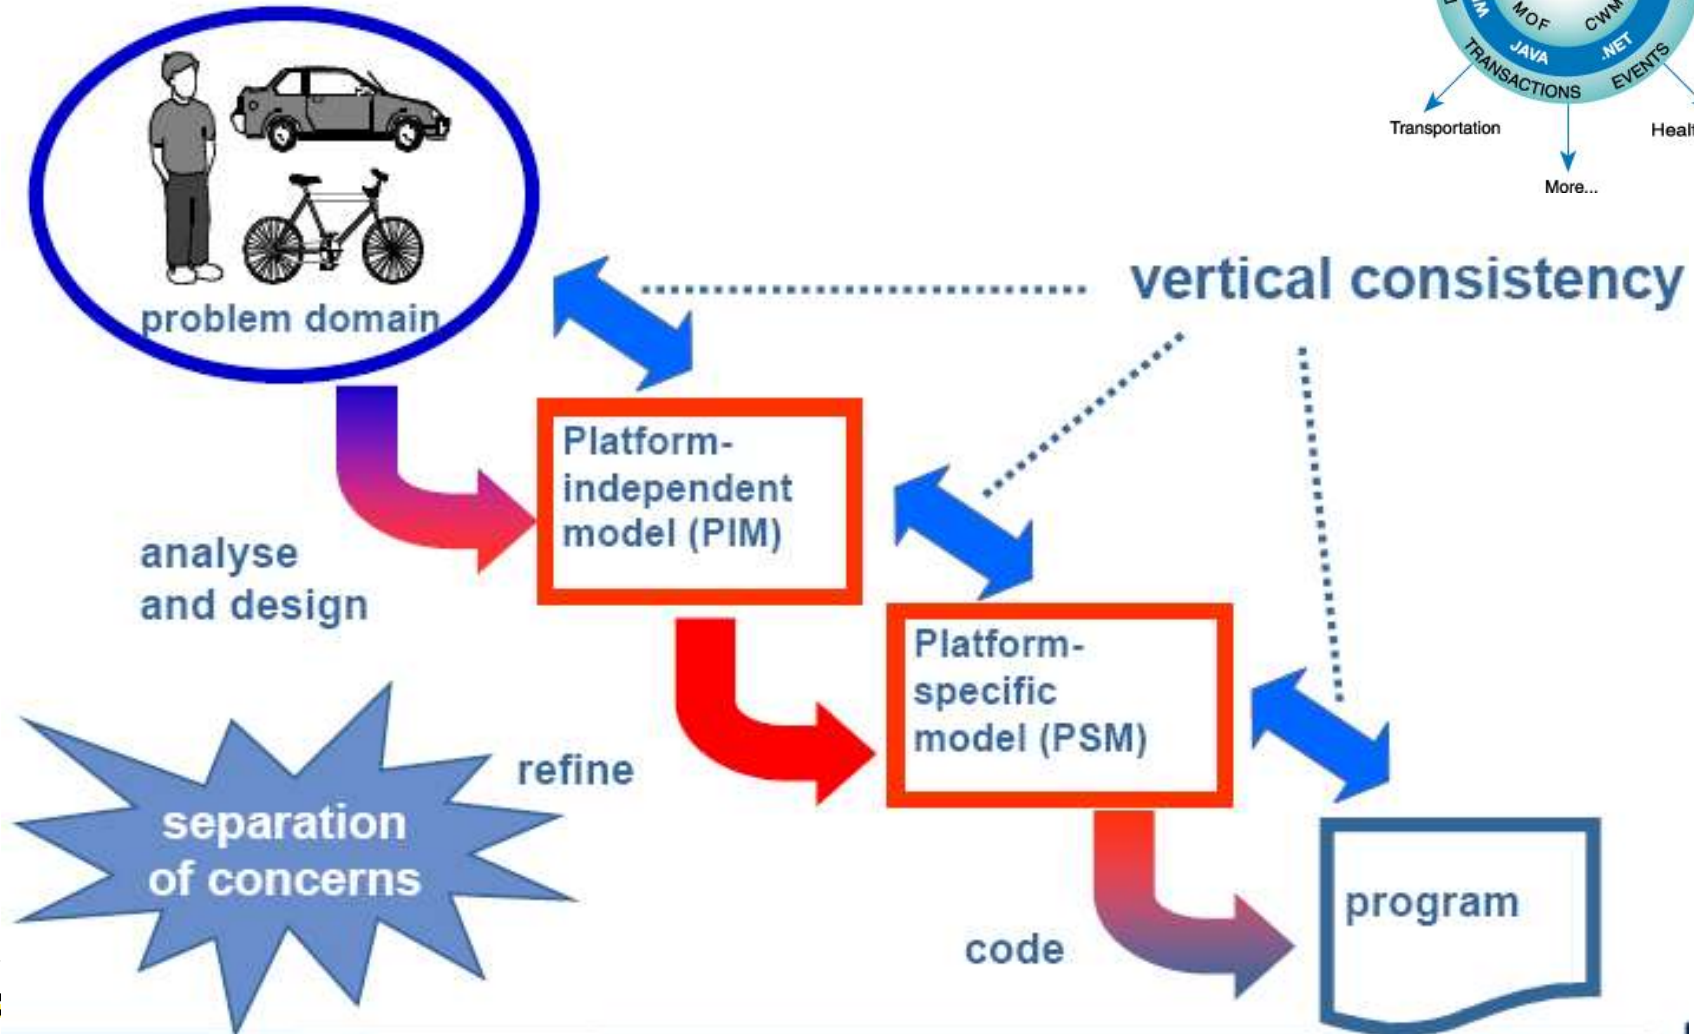 MOF
CWM
JAVA
.NET
TRANSACTIONS
EVENTS
Transportation
More...
problem domain
vertical consistency
Platform-
independent
model (PIM)
analyse
and design
Platform-
specific
model (PSM)
refine
separation
of concerns
program
code